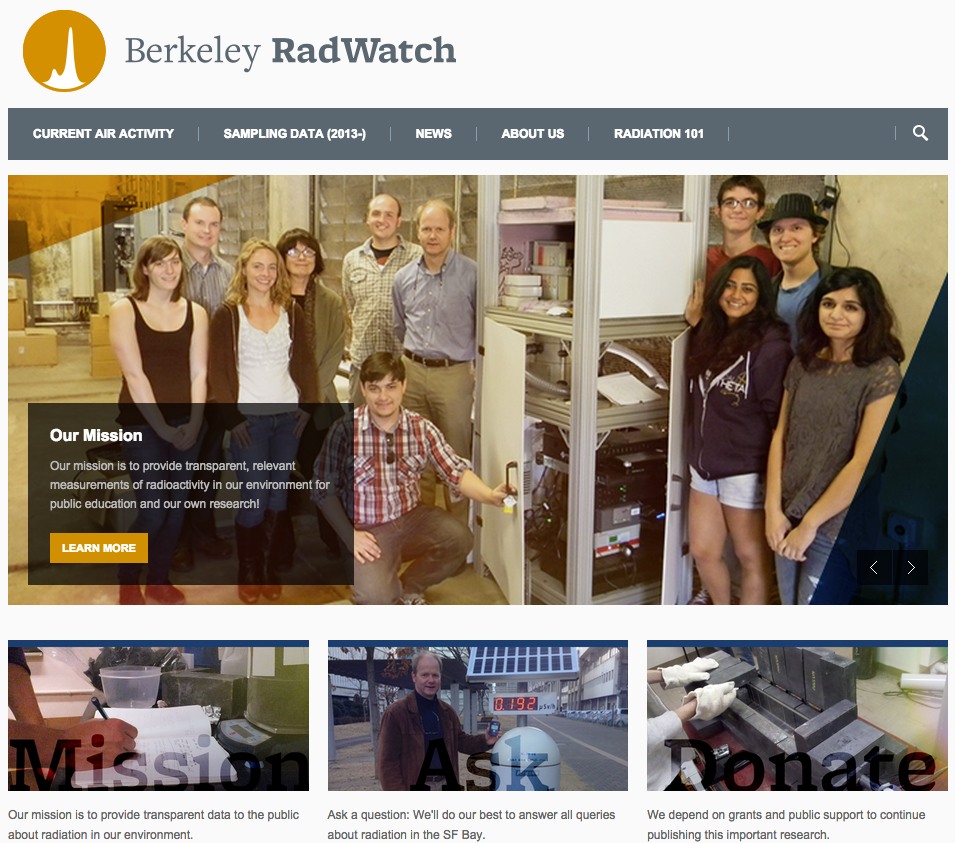 Berkeley RadWatch
CURRENT AIR ACTIVITY
SAMPLING DATA (2013-)
NEWS
ABOUT US
RADIATION 101
Our Mission
Our mission is to provide transparent, relevant
measurements of radioactivity in our environment for
public education and our own research!
LEARN MORE
Mission
Our mission is to provide transparent data to the public
about radiation in our environment.
0.192 μSv/h
Ask
Ask a question: We'll do our best to answer all queries
about radiation in the SF Bay.
Donate
We depend on grants and public support to continue
publishing this important research.